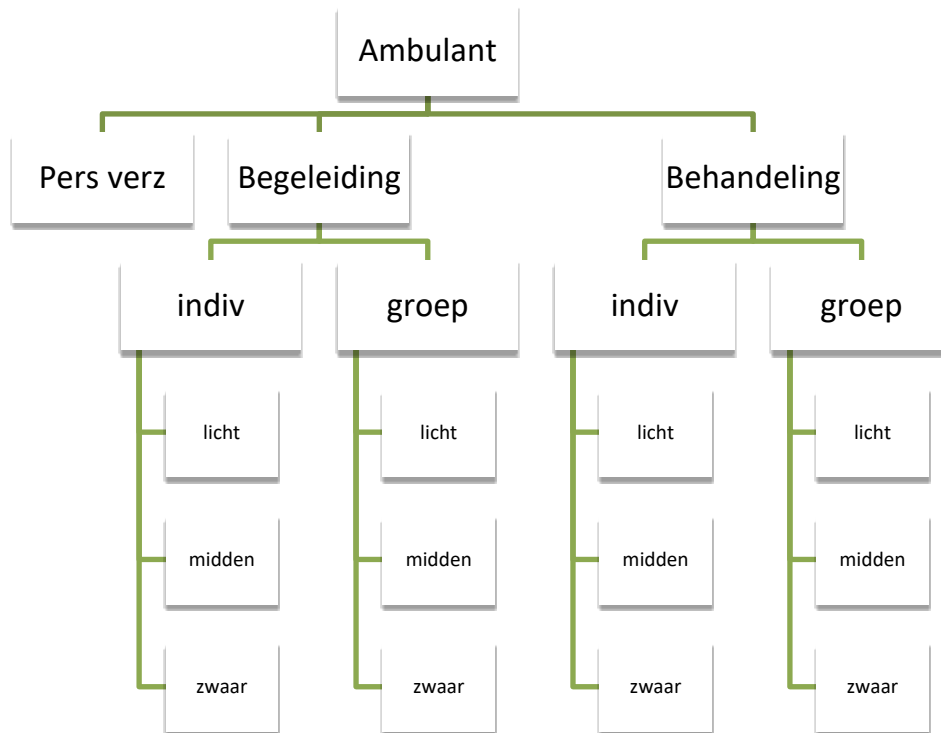 Ambulant
Pers verz
Begeleiding
Behandeling
indiv
groep
indiv
groep
licht
licht
licht
licht
midden
midden
midden
midden
zwaar
zwaar
zwaar
zwaar